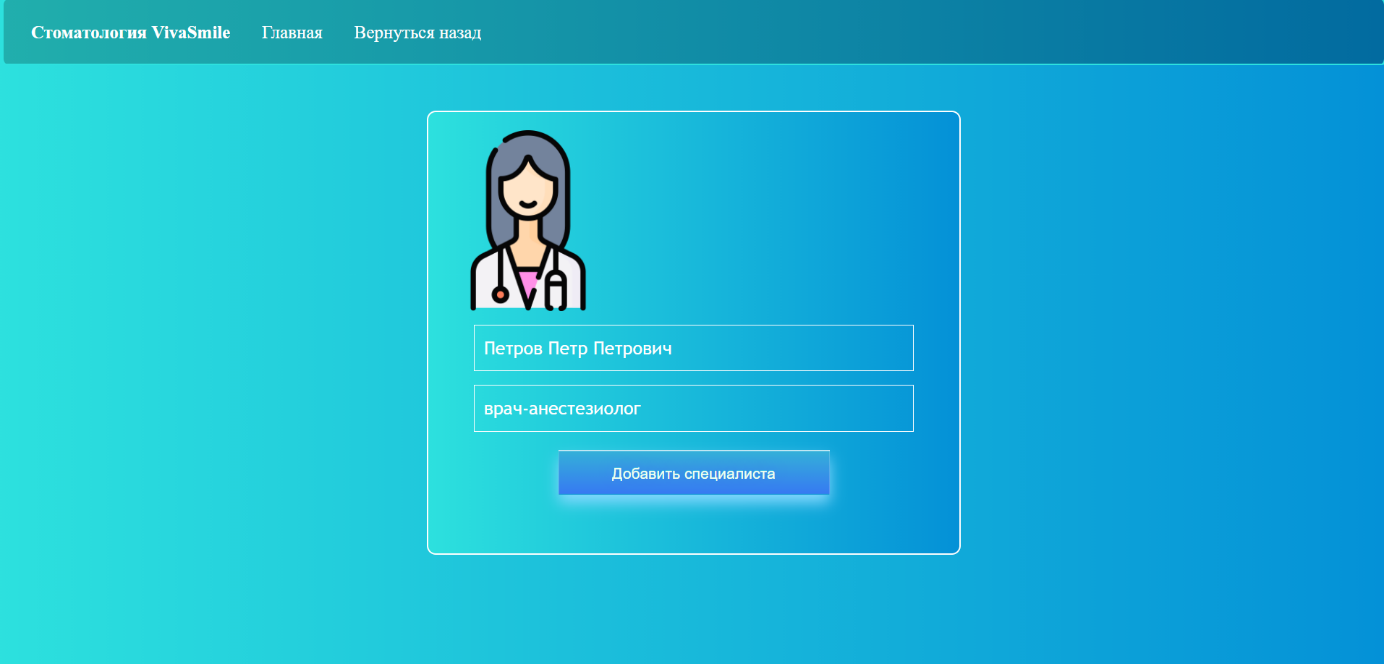 Стоматология VivaSmile Главная Вернуться назад
Петров Петр Петрович
врач-анестезиолог
Добавить специалиста